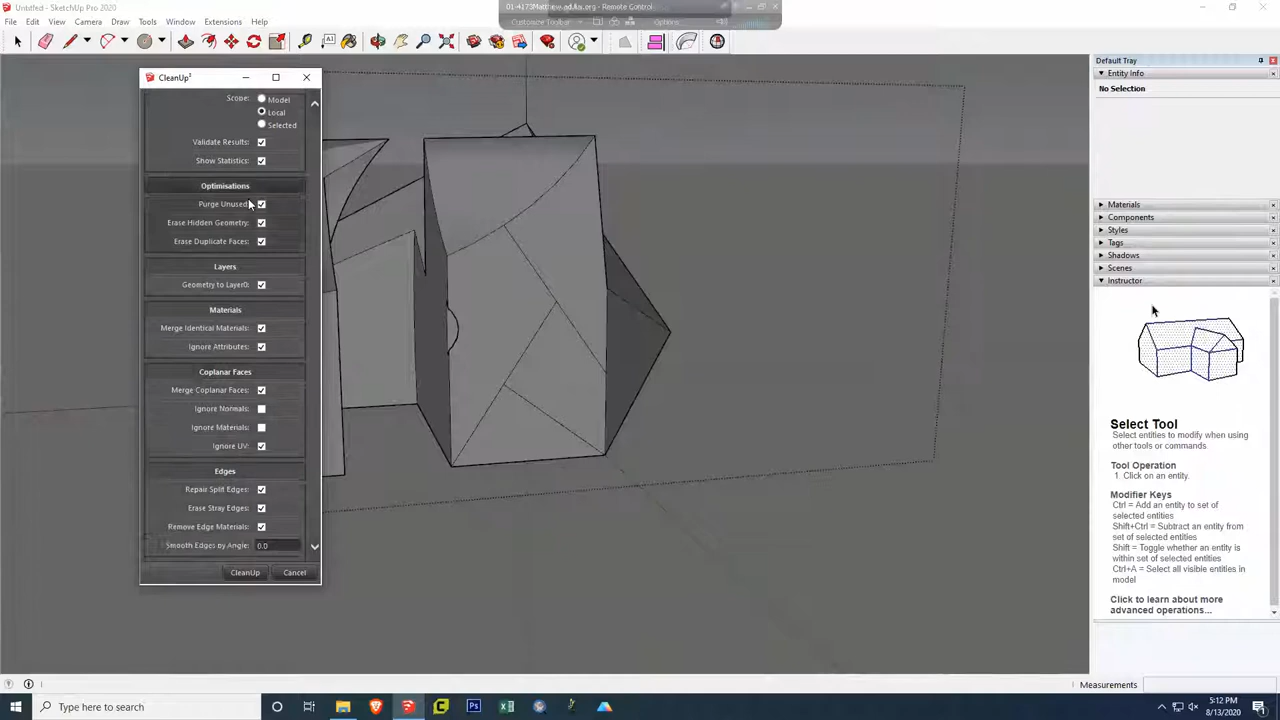 Untitled - SketchUp Pro 2020
01-4173Matthew.ad.
.org - Remote Control
Customize Toolbar
Options
File Edit View Camera Draw Tools Window Extensions Help
CleanUp³
Scope:
Model
Local
Selected
Validate Results:
Show Statistics:
Optimisations
Purge Unused:
Erase Hidden Geometry:
Erase Duplicate Faces:
Layers
Geometry to Layer0:
Materials
Merge Identical Materials:
Ignore Attributes:
Coplanar Faces
Merge Coplanar Faces:
Ignore Normals:
Ignore Materials:
Ignore UV:
Edges
Repair Split Edges:
Erase Stray Edges:
Remove Edge Materials:
Smooth Edges by Angle: 0.0
CleanUp Cancel
Default Tray
Entity Info
No Selection
Materials
Components
Styles
Tags
Shadows
Scenes
Instructor
Select Tool
Select entities to modify when using
other tools or commands.
Tool Operation
1. Click on an entity.
Modifier Keys
Ctrl = Add an entity to set of
selected entities
Shift+Ctrl = Subtract an entity from
set of selected entities
Shift = Toggle whether an entity is
within set of selected entities
Ctrl+A = Select all visible entities in
model
Click to learn about more
advanced operations...
Measurements
Type here to search
5:12 PM
8/13/2020